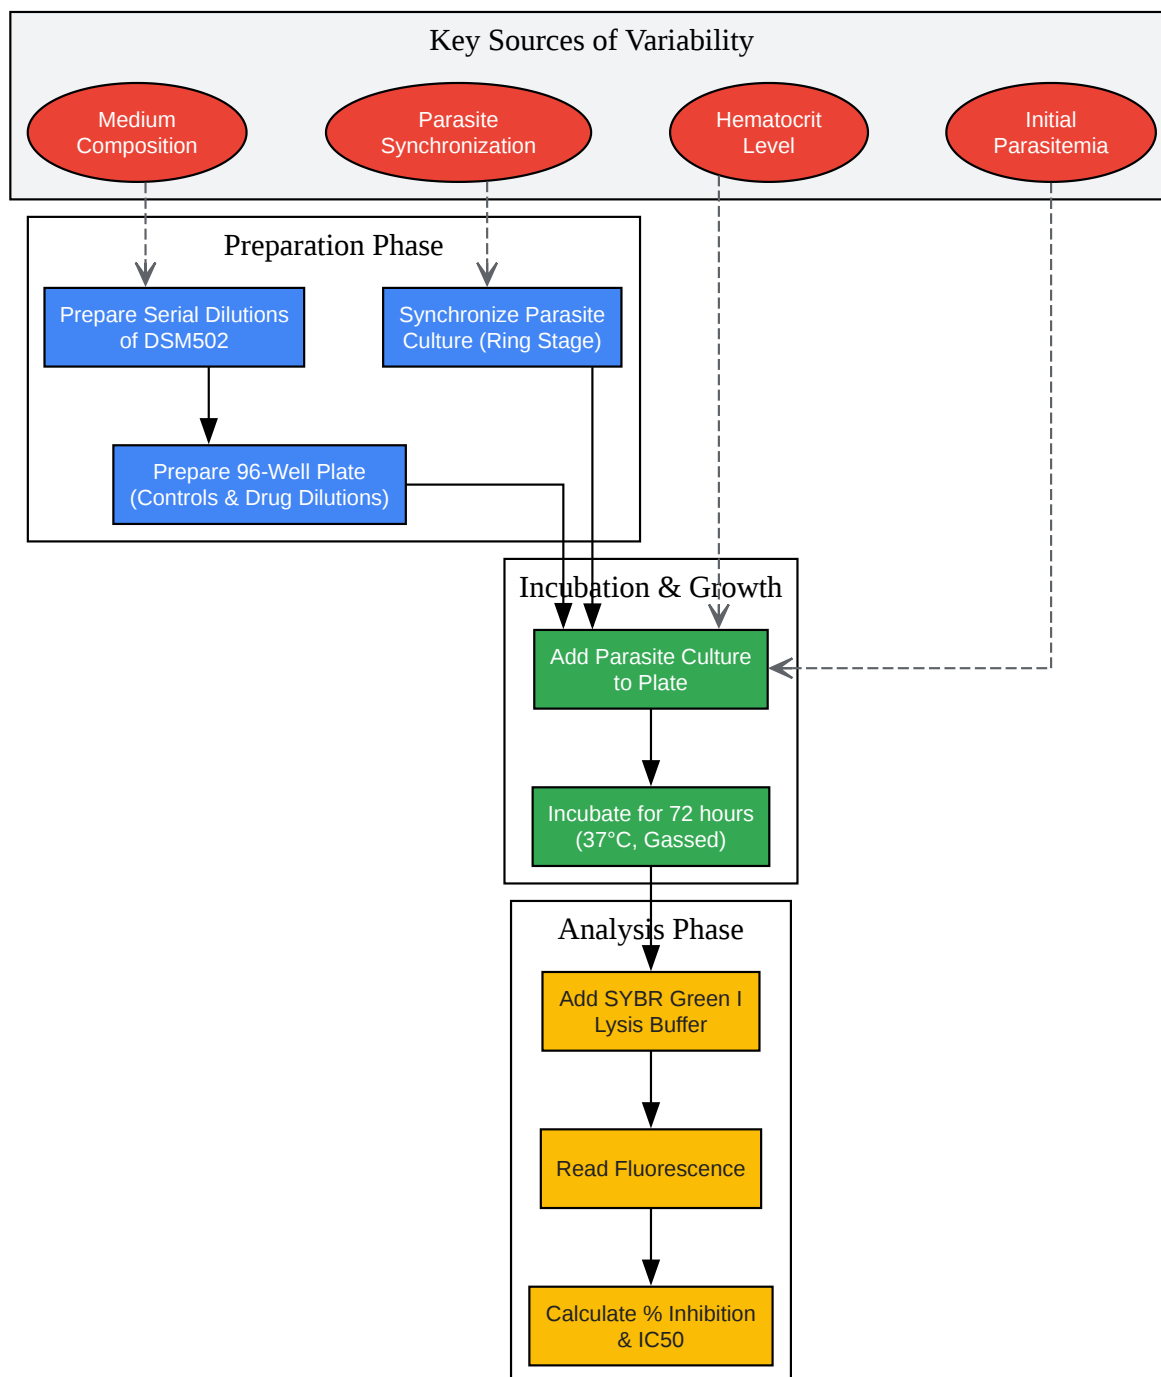 Key Sources of Variability
Medium
Composition
Parasite
Synchronization
Hematocrit
Level
Initial
Parasitemia
Preparation Phase
Prepare Serial Dilutions
of DSM502
Synchronize Parasite
Culture (Ring Stage)
Prepare 96-Well Plate
(Controls & Drug Dilutions)
Incubation & Growth
Add Parasite Culture
to Plate
Incubate for 72 hours
(37°C, Gassed)
Analysis Phase
Add SYBR Green I
Lysis Buffer
Read Fluorescence
Calculate % Inhibition
& IC50